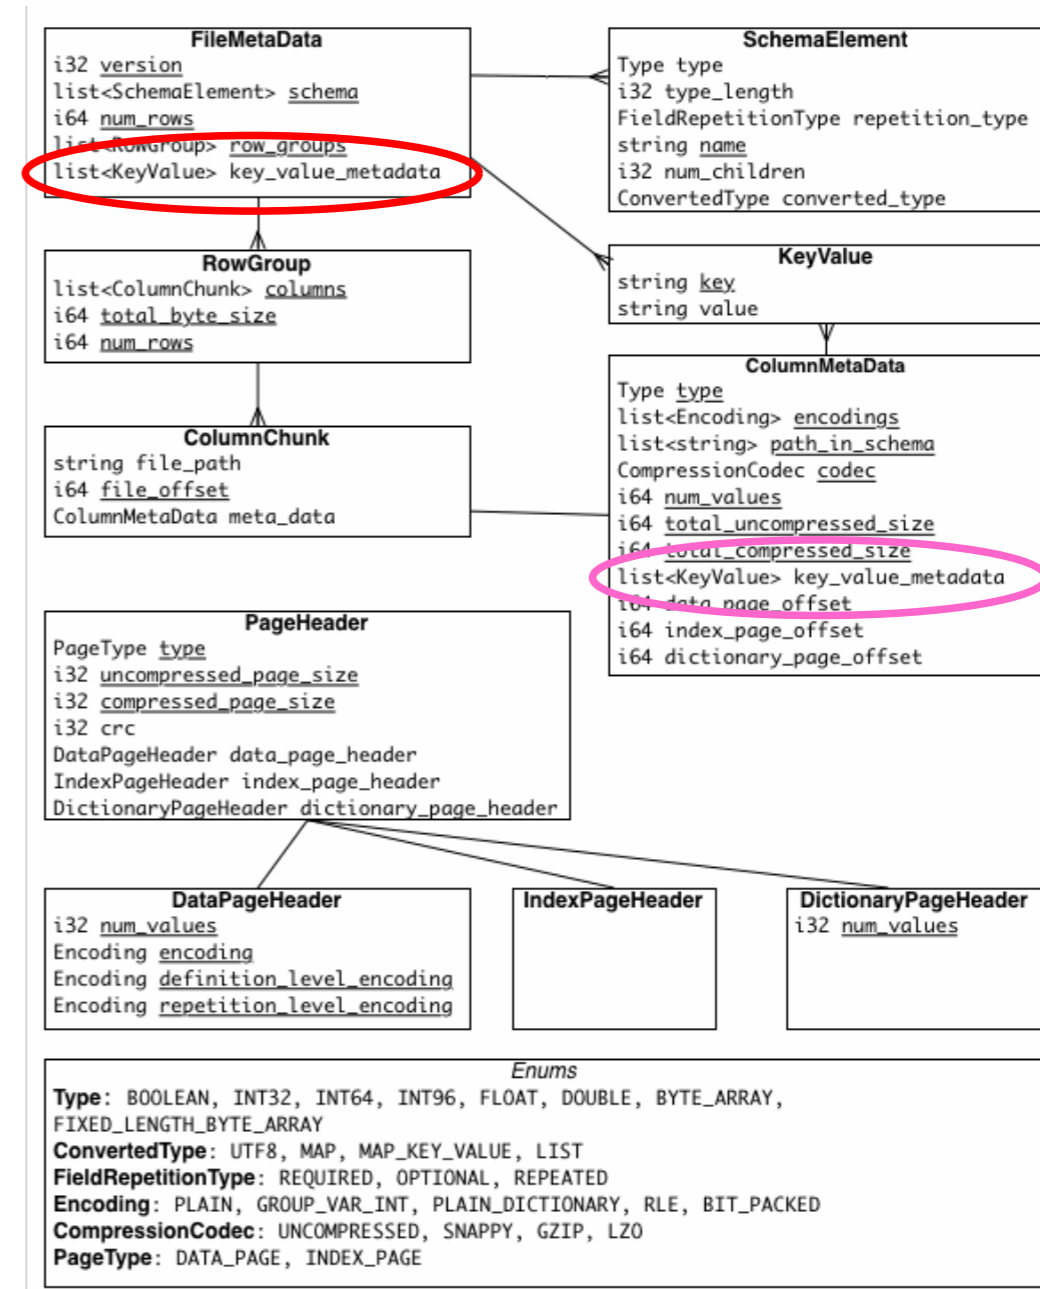 FileMetaData
i32 version
list<SchemaElement> schema
i64 num_rows
list<RowGroup> row_groups
list<KeyValue> key_value_metadata
SchemaElement
Type type
i32 type_length
FieldRepetitionType repetition_type
string name
i32 num_children
ConvertedType converted_type
RowGroup
list<ColumnChunk> columns
i64 total_byte_size
i64 num_rows
KeyValue
string key
string value
ColumnChunk
string file_path
i64 file_offset
ColumnMetaData meta_data
ColumnMetaData
Type type
list<Encoding> encodings
list<string> path_in_schema
CompressionCodec codec
i64 num_values
i64 total_uncompressed_size
i64 total_compressed_size
list<KeyValue> key_value_metadata
i64 data_page_offset
i64 index_page_offset
i64 dictionary_page_offset
PageHeader
PageType type
i32 uncompressed_page_size
i32 compressed_page_size
i32 crc
DataPageHeader data_page_header
IndexPageHeader index_page_header
DictionaryPageHeader dictionary_page_header
DataPageHeader
i32 num_values
Encoding encoding
Encoding definition_level_encoding
Encoding repetition_level_encoding
IndexPageHeader
DictionaryPageHeader
i32 num_values
Enums
Type: BOOLEAN, INT32, INT64, INT96, FLOAT, DOUBLE, BYTE_ARRAY,
FIXED_LENGTH_BYTE_ARRAY
ConvertedType: UTF8, MAP, MAP_KEY_VALUE, LIST
FieldRepetitionType: REQUIRED, OPTIONAL, REPEATED
Encoding: PLAIN, GROUP_VAR_INT, PLAIN_DICTIONARY, RLE, BIT_PACKED
CompressionCodec: UNCOMPRESSED, SNAPPY, GZIP, LZO
PageType: DATA_PAGE, INDEX_PAGE